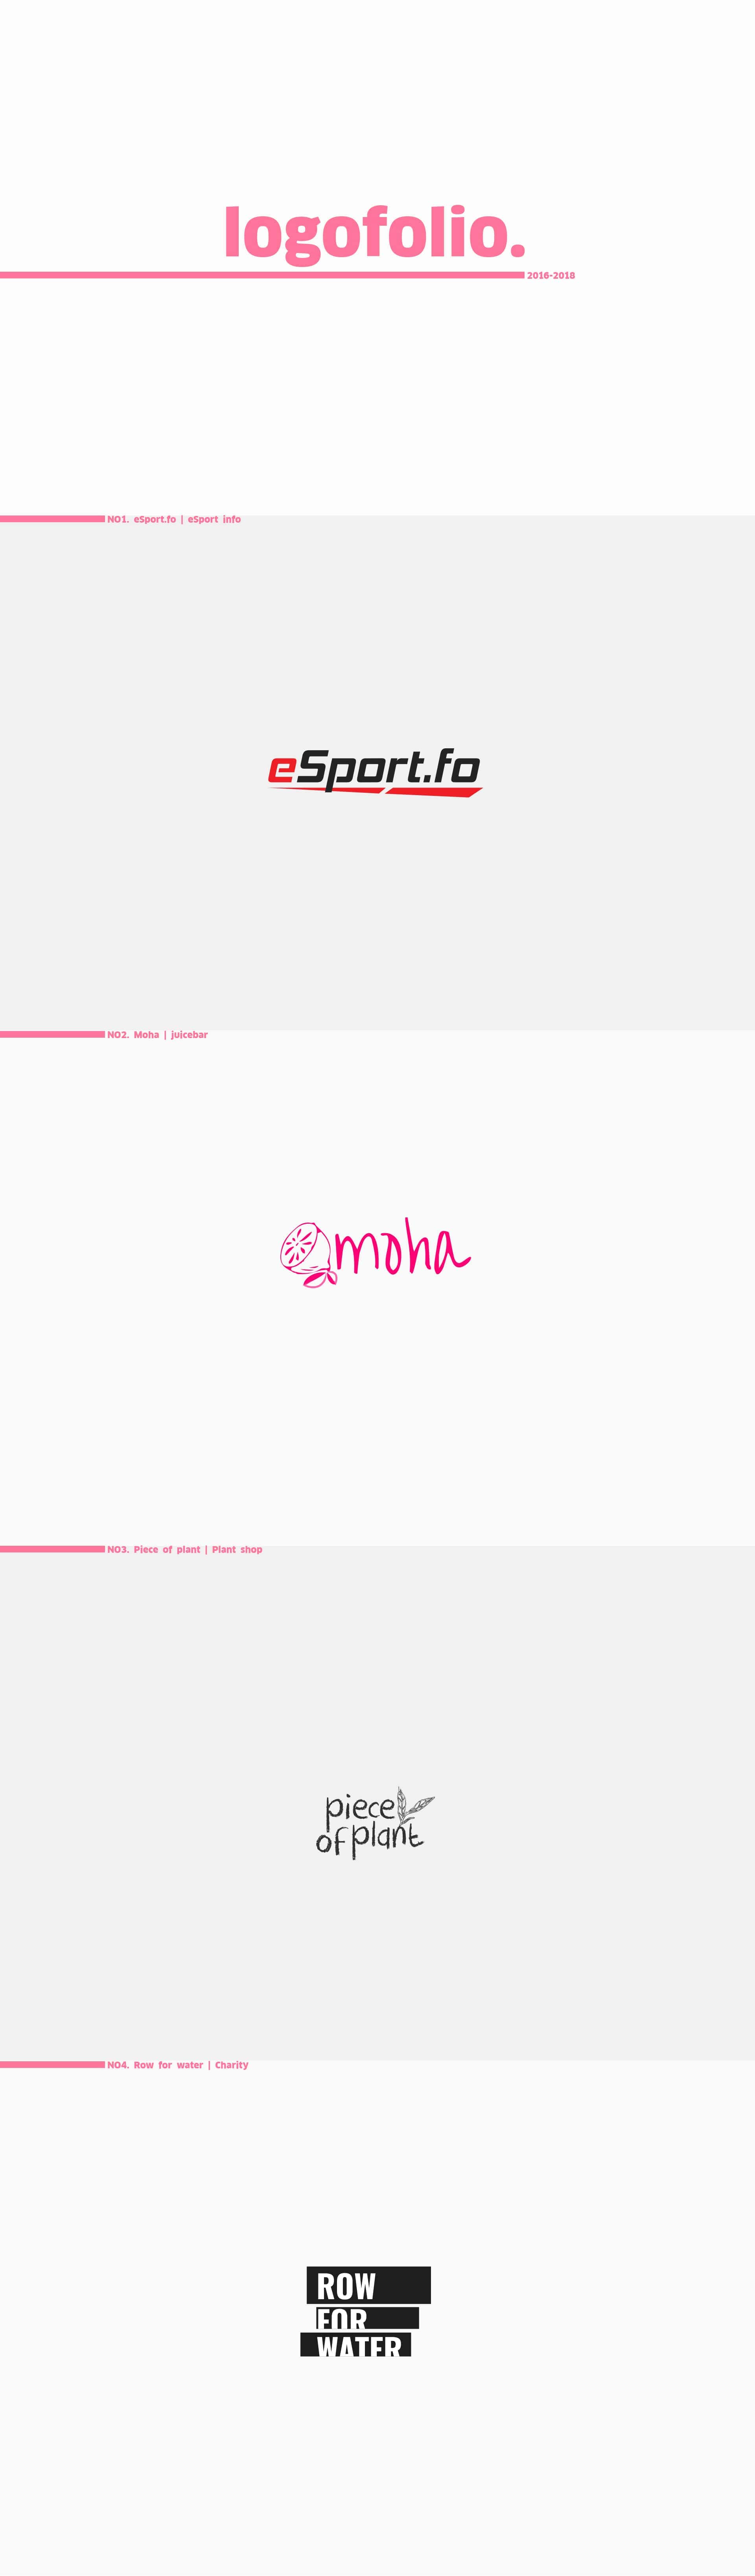 logofolio.
2016-2018
NO1. eSport.fo | eSport info
eSport.fo
NO2. Moha | juicebar
moha
NO3. Piece of plant | Plant shop
piece
of plant
NO4. Row for water | Charity
ROW
FOR
WATER